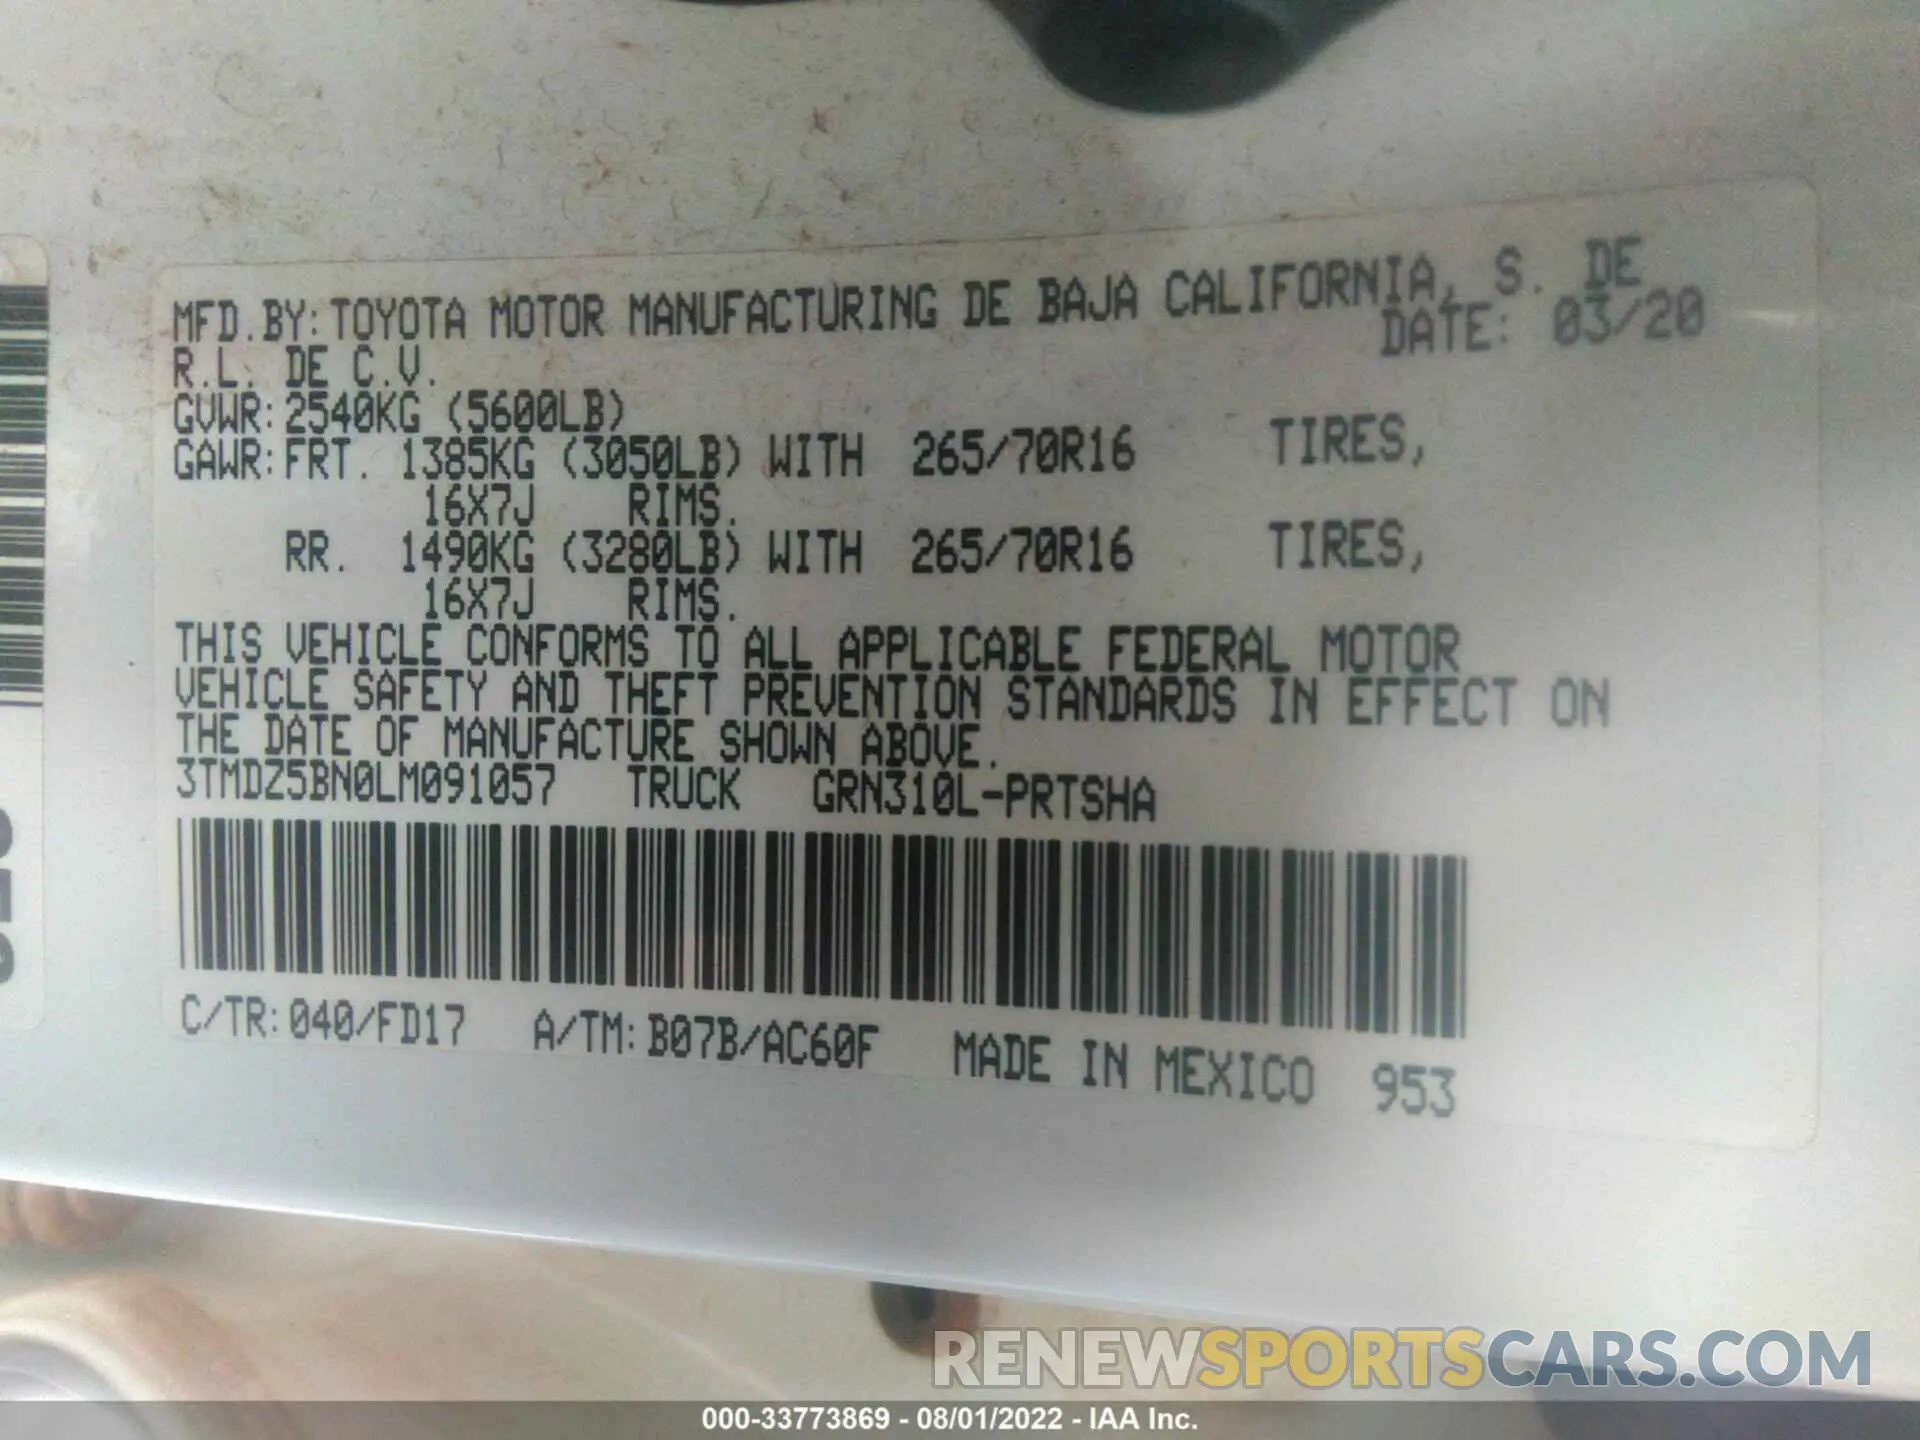 MFD.BY:TOYOTA MOTOR MANUFACTURING DE BAJA CALIFORNIA, S. DE
R.L. DE C.V. DATE: 03/20
GVWR:2540KG (5600LB)
GAWR:FRT. 1385KG (3050LB) WITH 265/70R16 TIRES,
16X7J RIMS.
RR. 1490KG (3280LB) WITH 265/70R16 TIRES,
16X7J RIMS.
THIS VEHICLE CONFORMS TO ALL APPLICABLE FEDERAL MOTOR
VEHICLE SAFETY AND THEFT PREVENTION STANDARDS IN EFFECT ON
THE DATE OF MANUFACTURE SHOWN ABOVE.
3TMDZ5BN0LM091057 TRUCK GRN310L-PRTSHA
C/TR:040/FD17 A/TM:B07B/AC60F MADE IN MEXICO 953
RENEWSPORTSCARS.COM
000-33773869 - 08/01/2022 - IAA Inc.